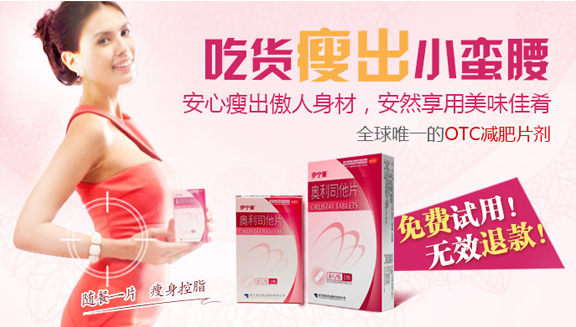 吃货瘦出小蛮腰
安心瘦出傲人身材，安然享用美味佳肴
全球唯一的OTC减肥片剂
伊宁曼
奥利司他片
ORLISTAT TABLETS
伊宁曼
奥利司他片
ORLISTAT TABLETS
免费试用！
无效退款！
随餐一片 瘦身控脂